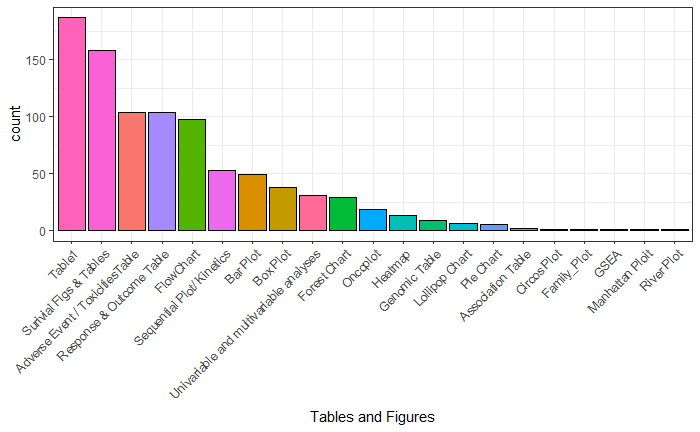 150
100
50
0
count
Table1
Surivial Figs & Tables
Adverse Event / ToxicitiesTable
Response & Outcome Table
FlowChart
Sequential Plot/ Kinetics
Bar Plot
Box Plot
Univariable and multivariable analyses
Forest Chart
Oncoplot
Heatmap
Genomic Table
Lollipop Chart
Pie Chart
Association Table
Circos Plot
Family_Plot
GSEA
Manhattan Ploit
River Plot
Tables and Figures